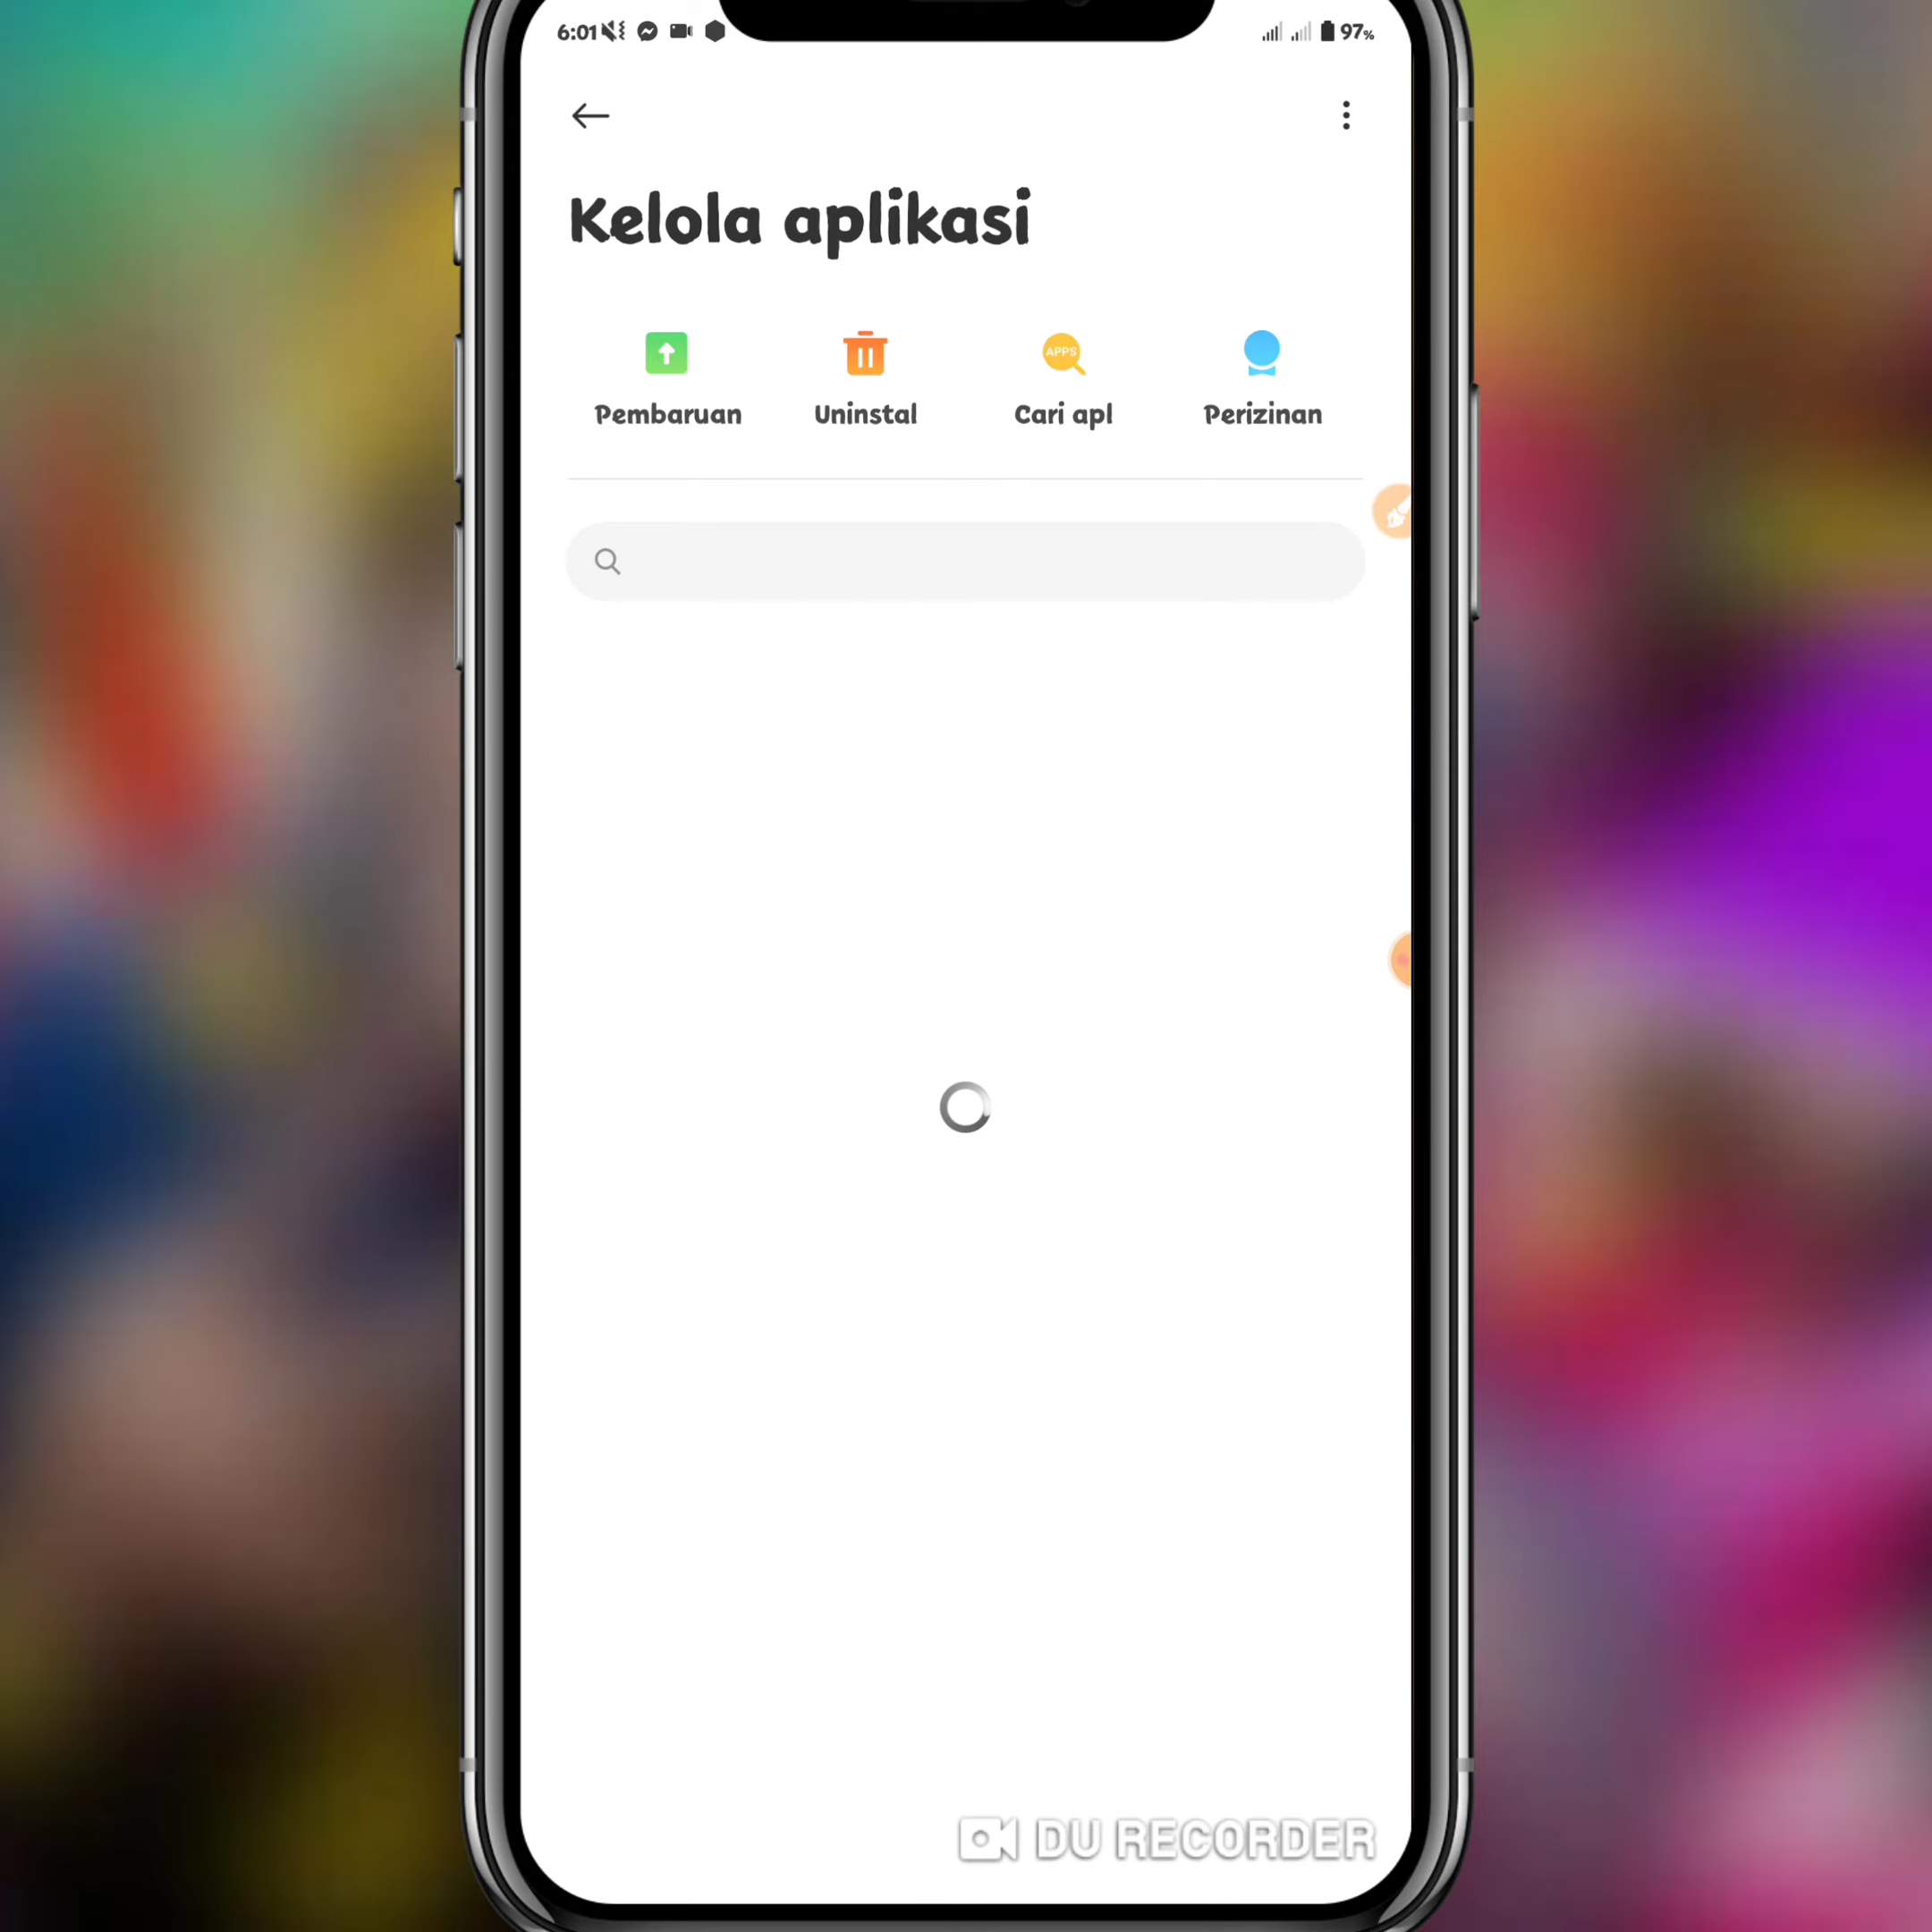 6:01 97%
Kelola aplikasi
APPS
Pembaruan Uninstal Cari apl Perizinan
DU RECORDER